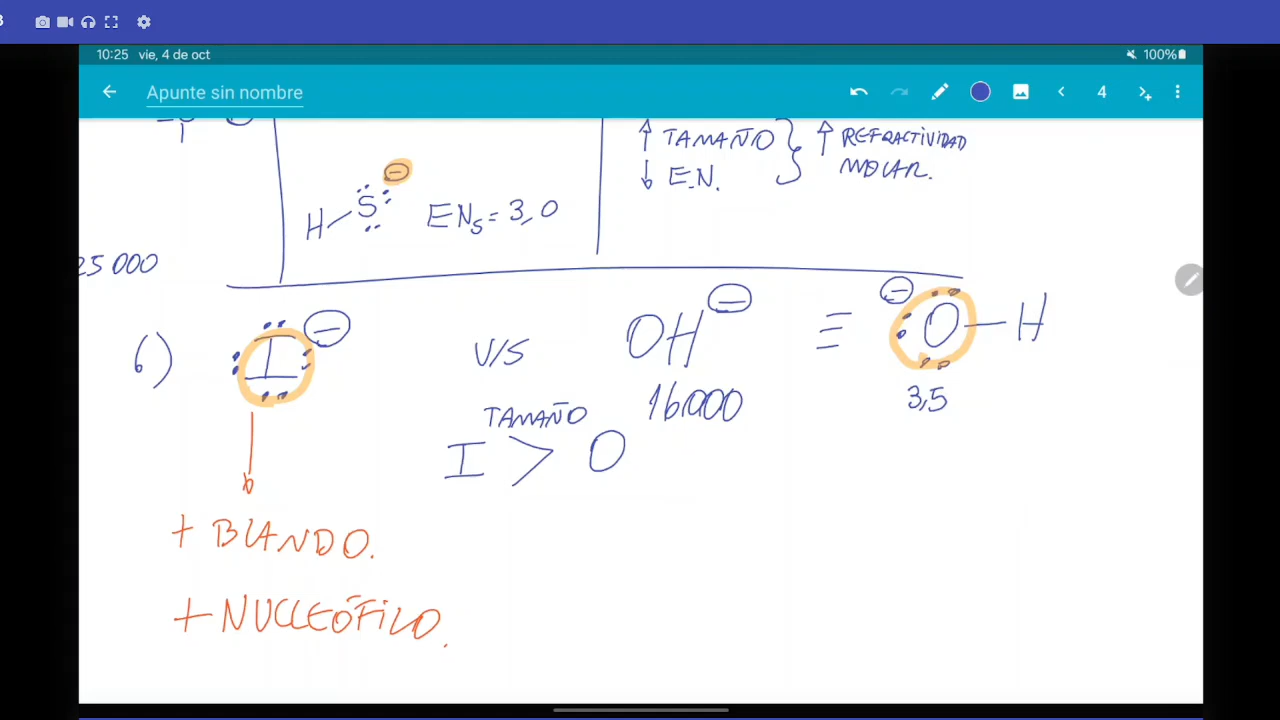 10:25 vie, 4 de oct
100%
Apunte sin nombre
4
↑ TAMAÑO
↓ E.N.
↑ REFRACTIVIDAD
MOLAR.
H S ⊖ ENs = 3,0
25 000
6) I ⊖ V/S OH ⊖ ≡ ⊖ O — H
16.000
3,5
TAMAÑO
I > O
+ BLANDO.
+ NUCLEÓFILO.